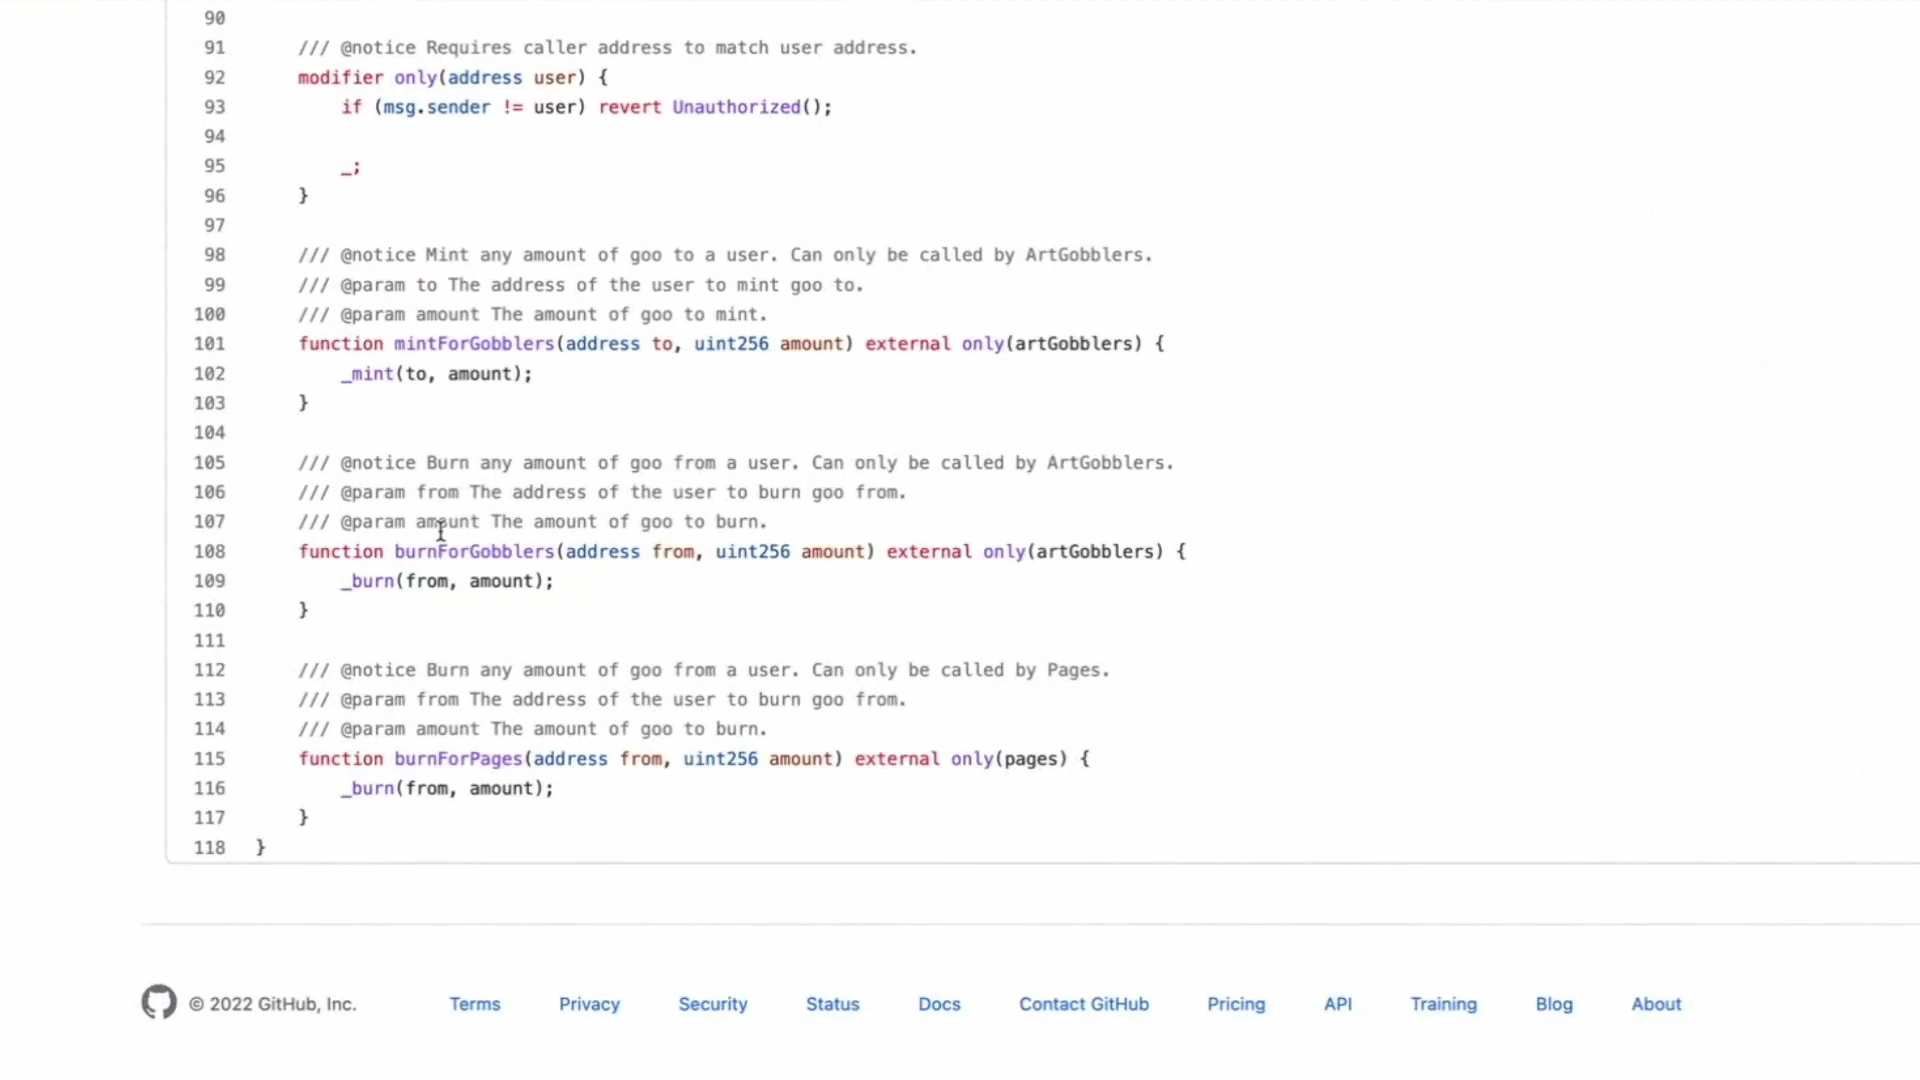 90
91 /// @notice Requires caller address to match user address.
92 modifier only(address user) {
93 if (msg.sender != user) revert Unauthorized();
94
95 _;
96 }
97
98 /// @notice Mint any amount of goo to a user. Can only be called by ArtGobblers.
99 /// @param to The address of the user to mint goo to.
100 /// @param amount The amount of goo to mint.
101 function mintForGobblers(address to, uint256 amount) external only(artGobblers) {
102 _mint(to, amount);
103 }
104
105 /// @notice Burn any amount of goo from a user. Can only be called by ArtGobblers.
106 /// @param from The address of the user to burn goo from.
107 /// @param amount The amount of goo to burn.
108 function burnForGobblers(address from, uint256 amount) external only(artGobblers) {
109 _burn(from, amount);
110 }
111
112 /// @notice Burn any amount of goo from a user. Can only be called by Pages.
113 /// @param from The address of the user to burn goo from.
114 /// @param amount The amount of goo to burn.
115 function burnForPages(address from, uint256 amount) external only(pages) {
116 _burn(from, amount);
117 }
118 }
© 2022 GitHub, Inc. Terms Privacy Security Status Docs Contact GitHub Pricing API Training Blog About